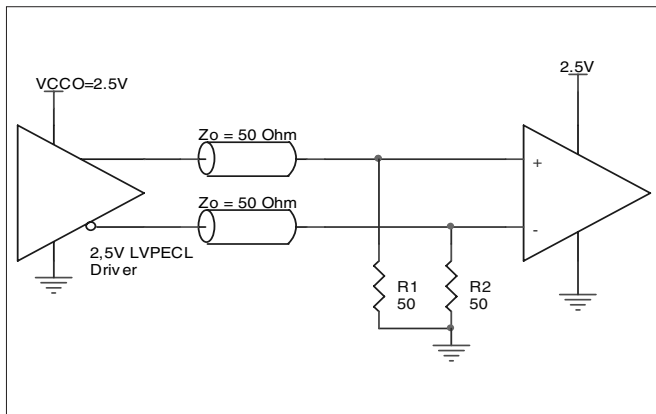 VCCO=2.5V
2.5V
Zo = 50 Ohm
+
Zo = 50 Ohm
-
2,5V LVPECL
Driver
R1
50
R2
50